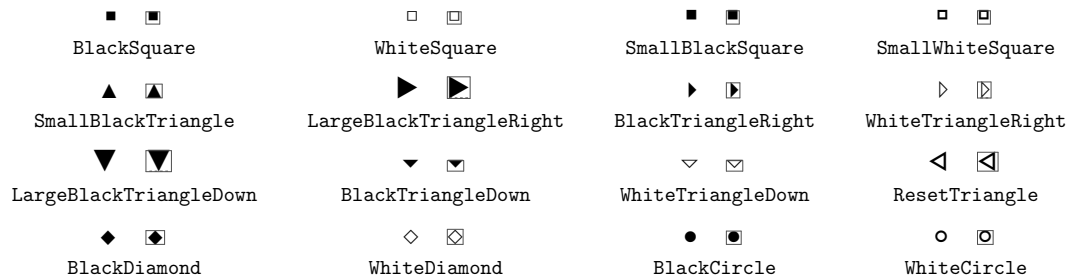 BlackSquare WhiteSquare SmallBlackSquare SmallWhiteSquare
SmallBlackTriangle LargeBlackTriangleRight BlackTriangleRight WhiteTriangleRight
LargeBlackTriangleDown BlackTriangleDown WhiteTriangleDown ResetTriangle
BlackDiamond WhiteDiamond BlackCircle WhiteCircle